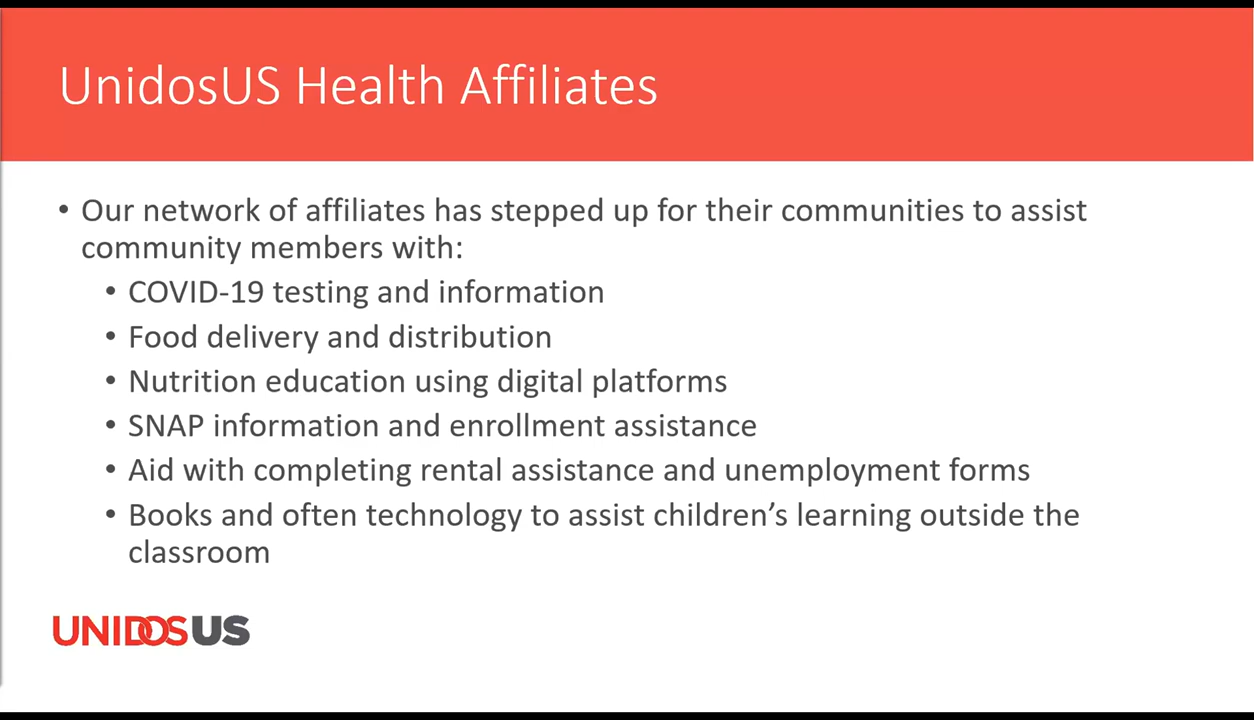 UnidosUS Health Affiliates
• Our network of affiliates has stepped up for their communities to assist
community members with:
• COVID-19 testing and information
• Food delivery and distribution
• Nutrition education using digital platforms
• SNAP information and enrollment assistance
• Aid with completing rental assistance and unemployment forms
• Books and often technology to assist children’s learning outside the
classroom
UNIDOSUS